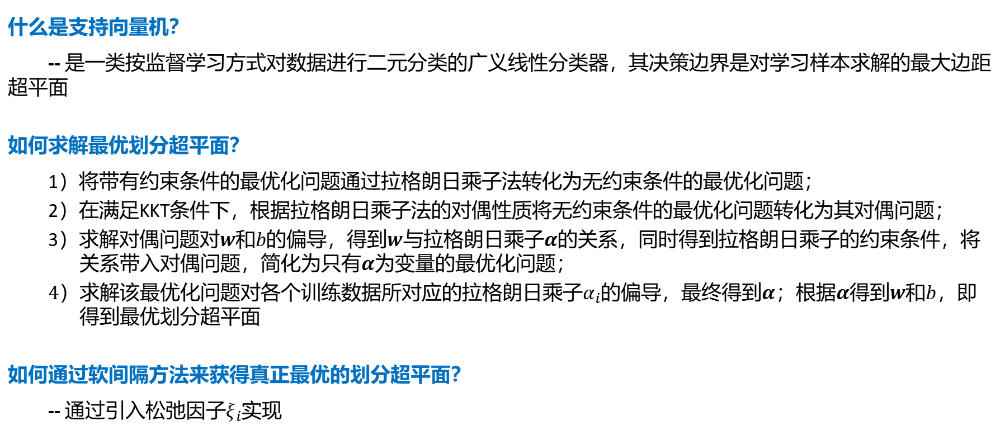 什么是支持向量机？
-- 是一类按监督学习方式对数据进行二元分类的广义线性分类器，其决策边界是对学习样本求解的最大边距
超平面
如何求解最优划分超平面？
1）将带有约束条件的最优化问题通过拉格朗日乘子法转化为无约束条件的最优化问题；
2）在满足KKT条件下，根据拉格朗日乘子法的对偶性质将无约束条件的最优化问题转化为其对偶问题；
3）求解对偶问题对w和b的偏导，得到w与拉格朗日乘子α的关系，同时得到拉格朗日乘子的约束条件，将
关系带入对偶问题，简化为只有α为变量的最优化问题；
4）求解该最优化问题对各个训练数据所对应的拉格朗日乘子αᵢ的偏导，最终得到α；根据α得到w和b，即
得到最优划分超平面
如何通过软间隔方法来获得真正最优的划分超平面？
-- 通过引入松弛因子ξᵢ实现